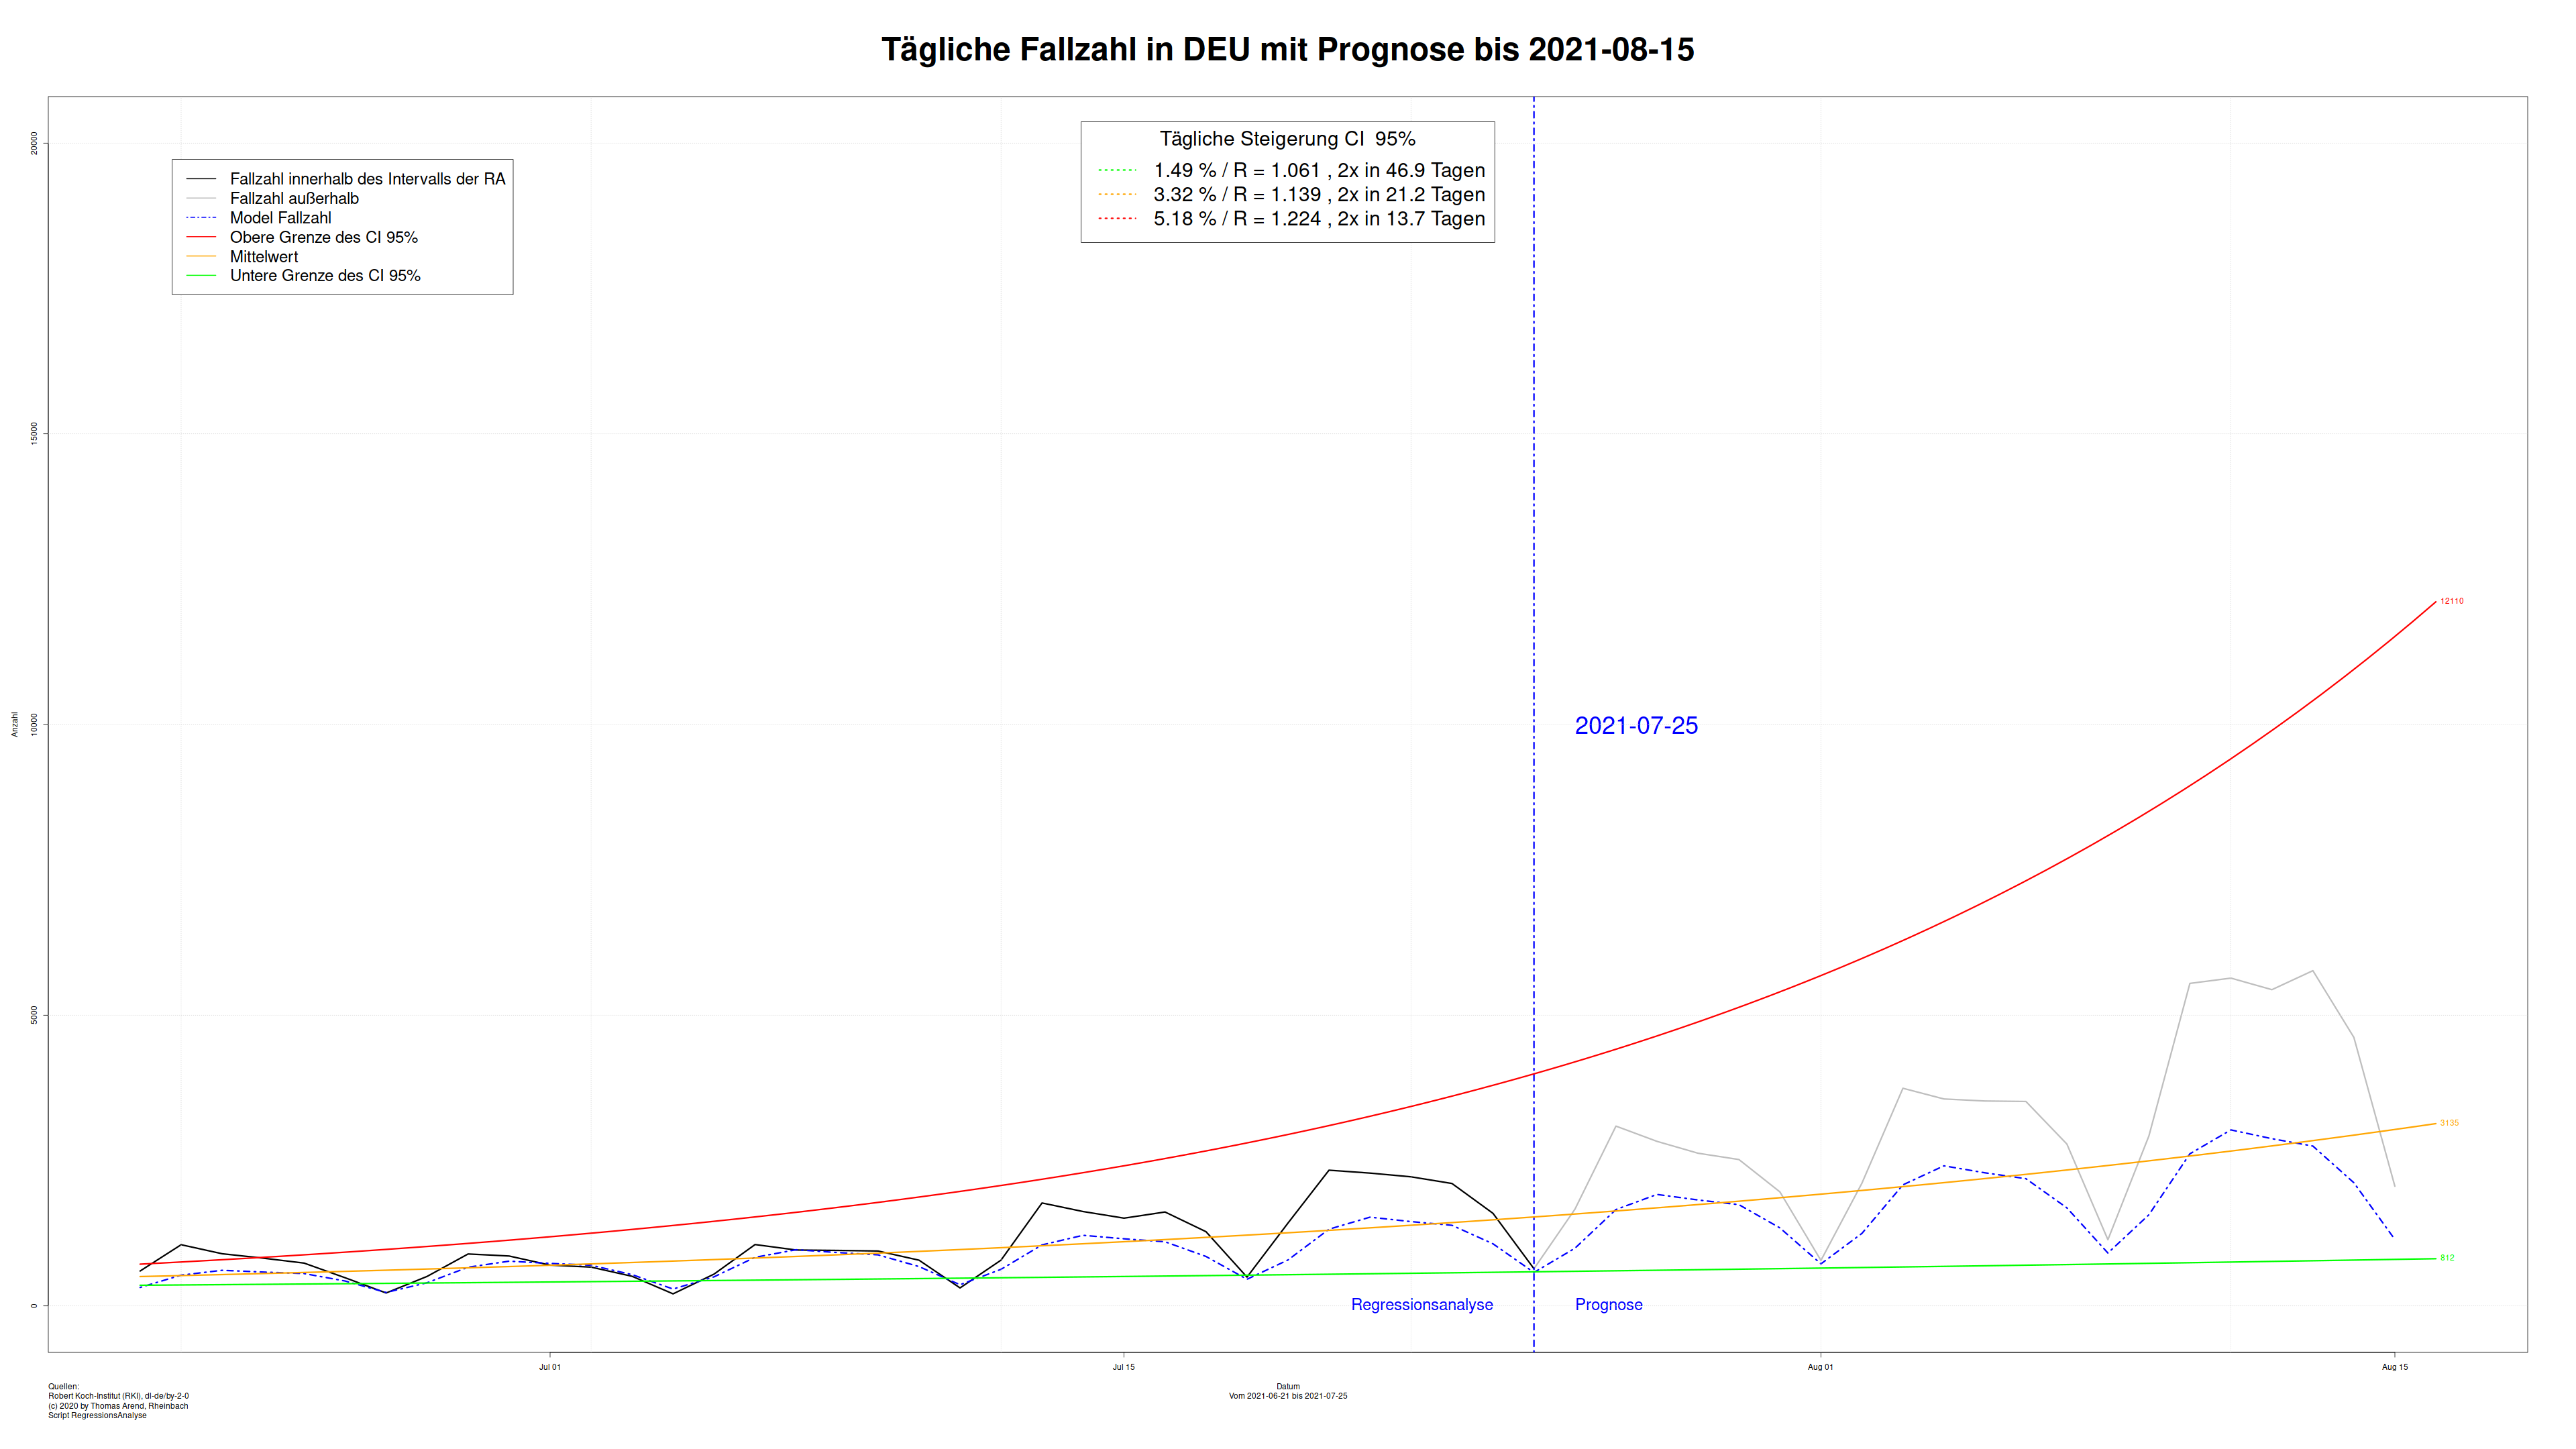 Tägliche Fallzahl in DEU mit Prognose bis 2021-08-15
Fallzahl innerhalb des Intervalls der RA
Fallzahl außerhalb
Model Fallzahl
Obere Grenze des CI 95%
Mittelwert
Untere Grenze des CI 95%
Tägliche Steigerung CI 95%
1.49 % / R = 1.061 , 2x in 46.9 Tagen
3.32 % / R = 1.139 , 2x in 21.2 Tagen
5.18 % / R = 1.224 , 2x in 13.7 Tagen
20000
15000
10000
5000
0
Anzahl
12110
2021-07-25
3135
812
Regressionsanalyse
Prognose
Jul 01
Jul 15
Aug 01
Aug 15
Datum
Vom 2021-06-21 bis 2021-07-25
Quellen:
Robert Koch-Institut (RKI), dl-de/by-2-0
(c) 2020 by Thomas Arend, Rheinbach
Script RegressionsAnalyse